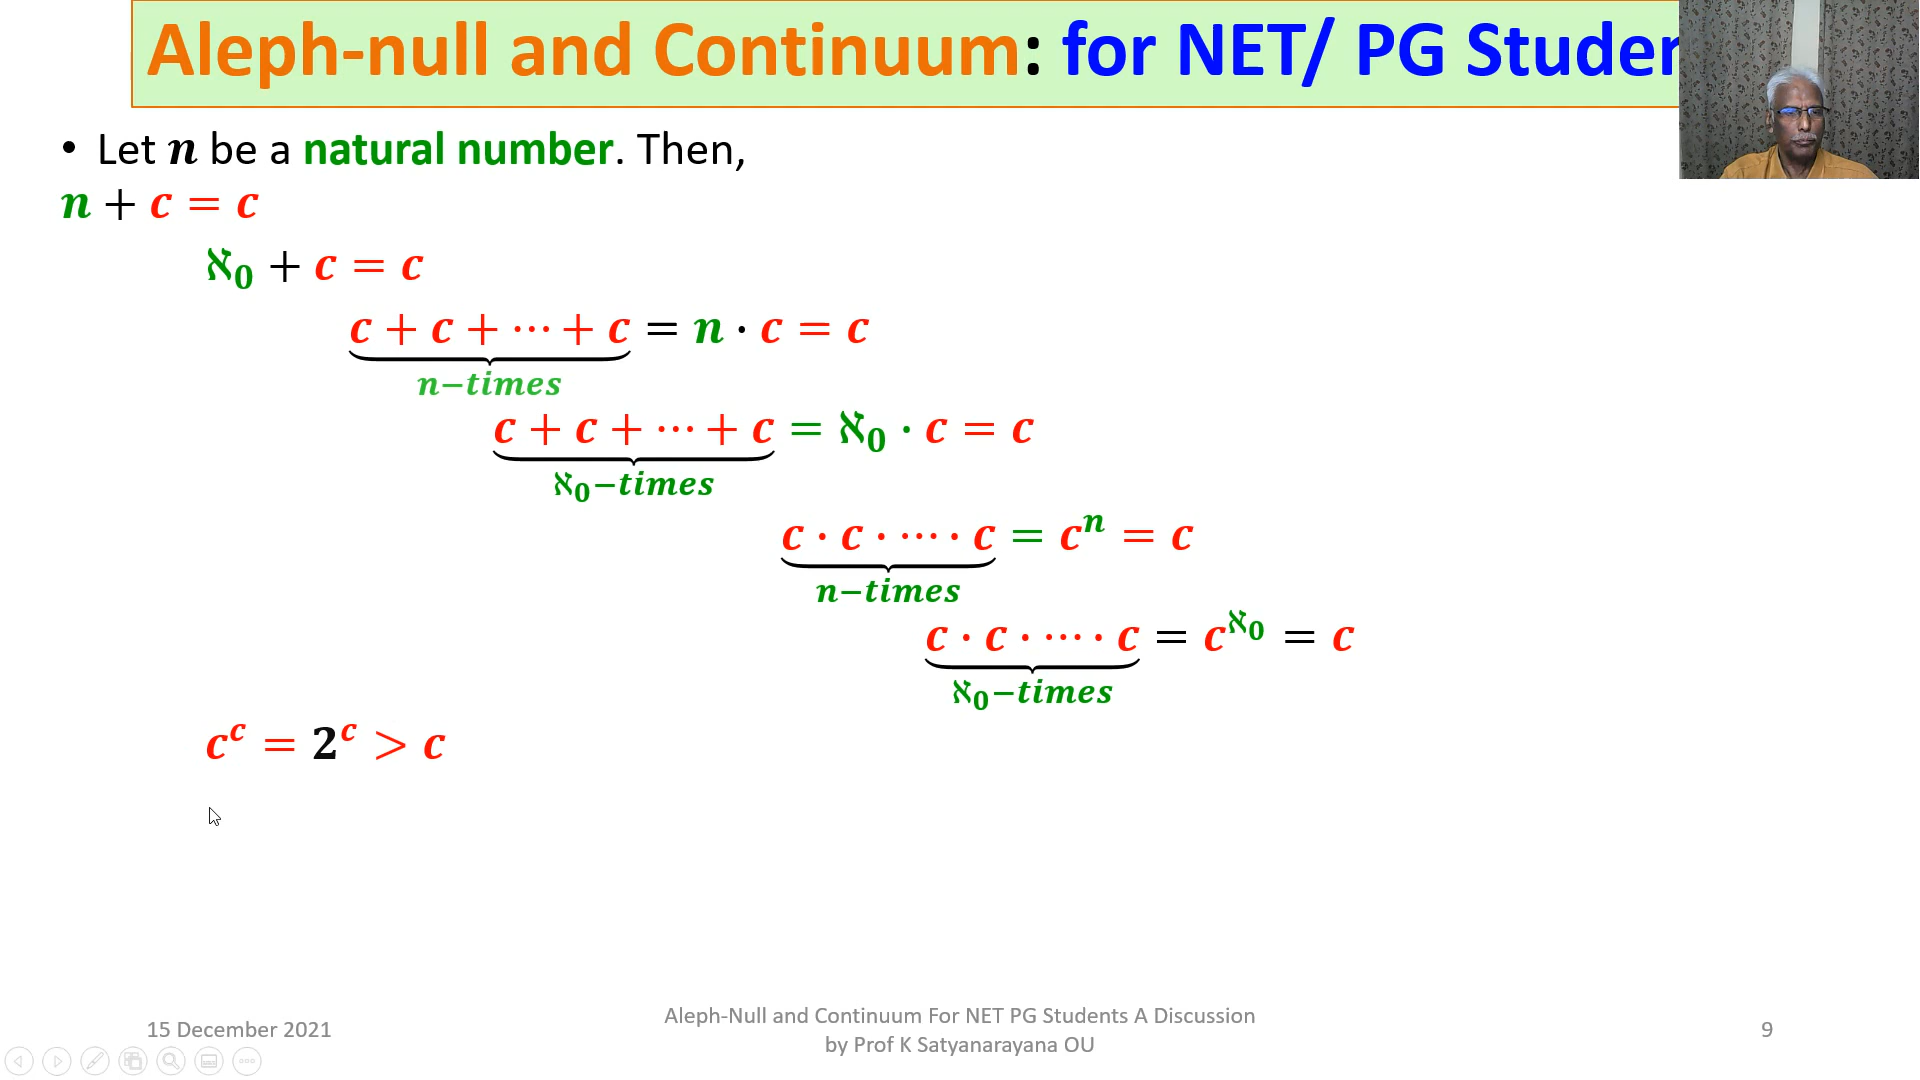 Aleph-null and Continuum: for NET/ PG Studen
• Let n be a natural number. Then,
n + c = c
ℵ₀ + c = c
c + c + ⋯ + c = n · c = c
n−times
c + c + ⋯ + c = ℵ₀ · c = c
ℵ₀−times
c · c · ⋯ · c = cⁿ = c
n−times
c · c · ⋯ · c = c^ℵ₀ = c
ℵ₀−times
c^c = 2^c > c
15 December 2021
Aleph-Null and Continuum For NET PG Students A Discussion
by Prof K Satyanarayana OU
9